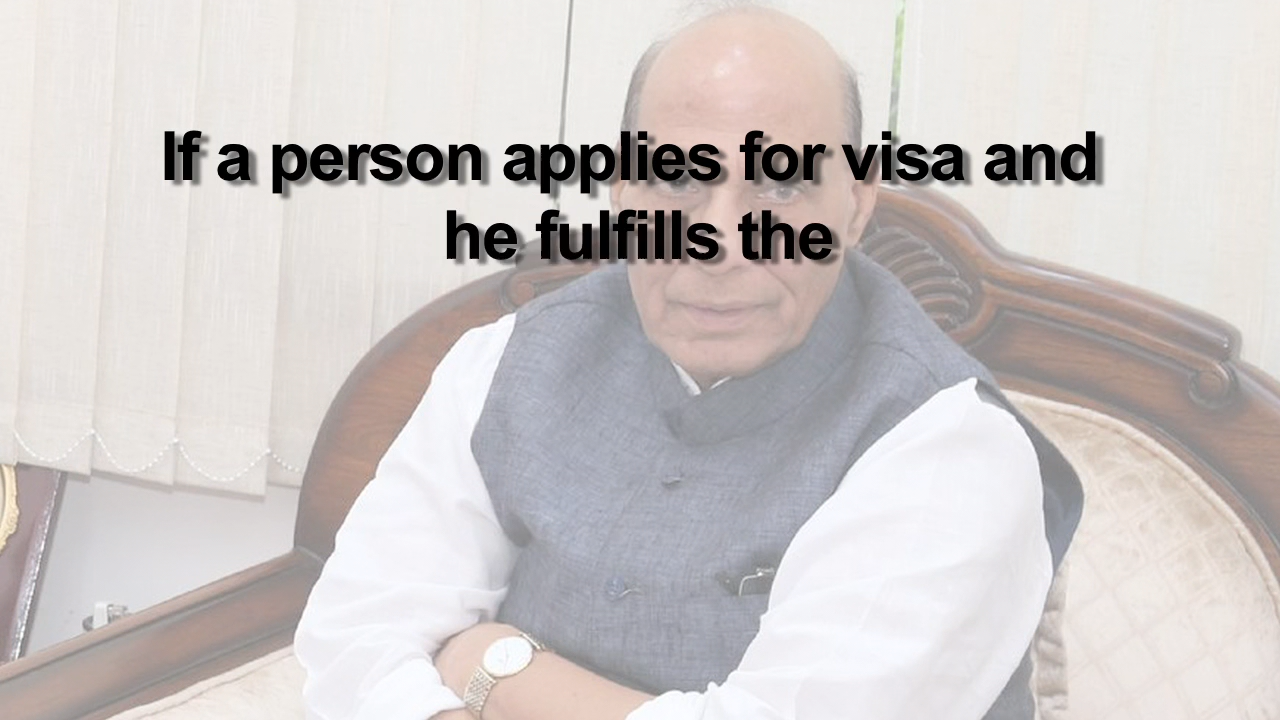 If a person applies for visa and
he fulfills the